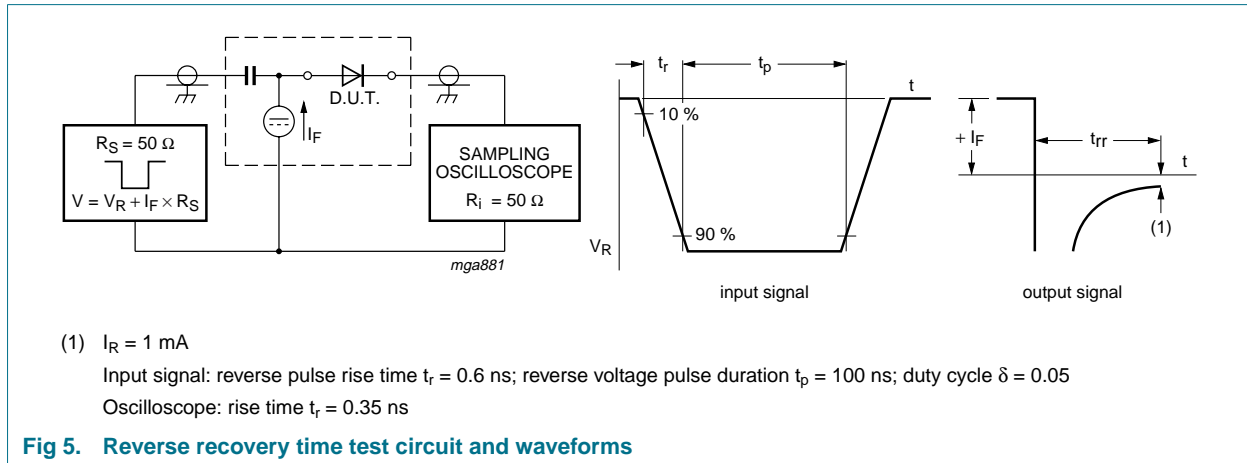 D.U.T.
I_F
R_S = 50 Ω
V = V_R + I_F × R_S
SAMPLING
OSCILLOSCOPE
R_i = 50 Ω
mga881
t_r
t_p
t
10 %
90 %
V_R
input signal
+ I_F
t_rr
t
(1)
output signal
(1) I_R = 1 mA
Input signal: reverse pulse rise time t_r = 0.6 ns; reverse voltage pulse duration t_p = 100 ns; duty cycle δ = 0.05
Oscilloscope: rise time t_r = 0.35 ns
Fig 5. Reverse recovery time test circuit and waveforms